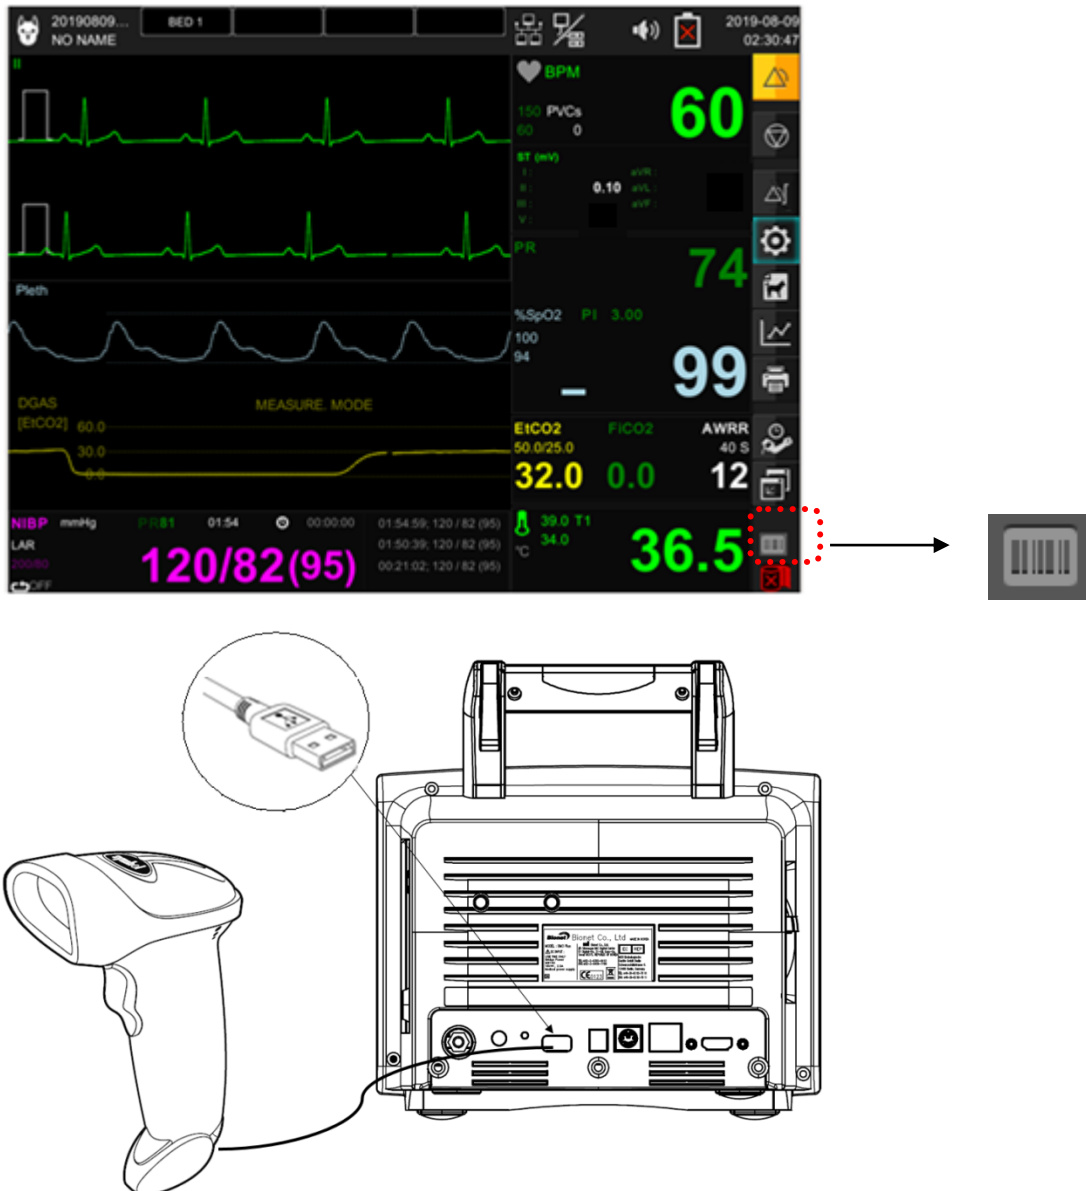 20190809...
NO NAME
BED 1
2019-08-09
02:30:47
II
BPM
150 PVCs
60 0
60
ST (mV)
I :
II : 0.10
III :
V :
aVR :
aVL :
aVF :
PR
74
Pleth
%SpO2 PI 3.00
100
94
99
DGAS MEASURE. MODE
[EtCO2] 60.0
30.0
0.0
EtCO2 FiCO2 AWRR
50.0/25.0 40 S
32.0 0.0 12
NIBP mmHg PR81 01:54 00:00:00
LAR
200/80
OFF
120/82(95)
01:54:59; 120 / 82 (95)
01:50:39; 120 / 82 (95)
00:21:02; 120 / 82 (95)
39.0 T1
34.0
°C
36.5
Bionet Bionet Co., Ltd